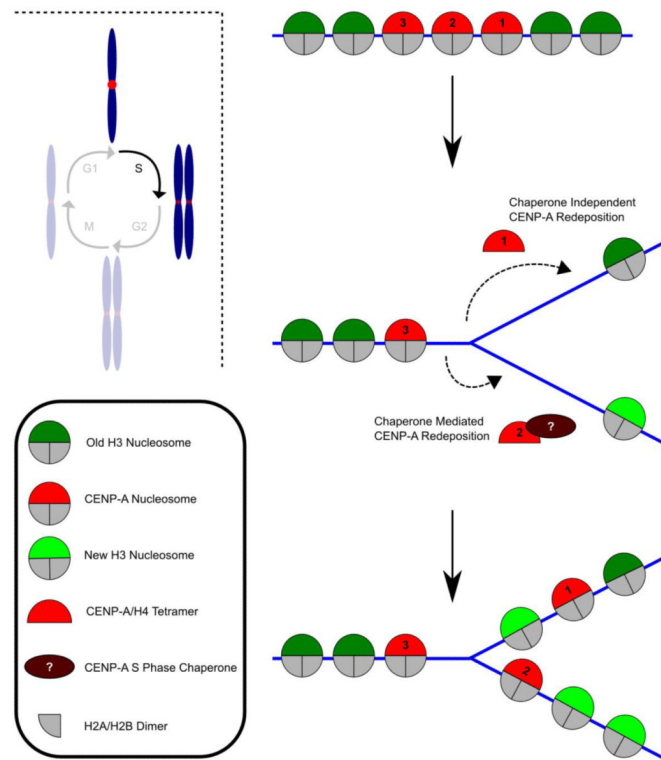 3
2
1
G1
S
M
G2
Chaperone Independent
CENP-A Redeposition
1
3
Chaperone Mediated
CENP-A Redeposition
2
?
Old H3 Nucleosome
CENP-A Nucleosome
New H3 Nucleosome
CENP-A/H4 Tetramer
?
CENP-A S Phase Chaperone
H2A/H2B Dimer
1
3
2